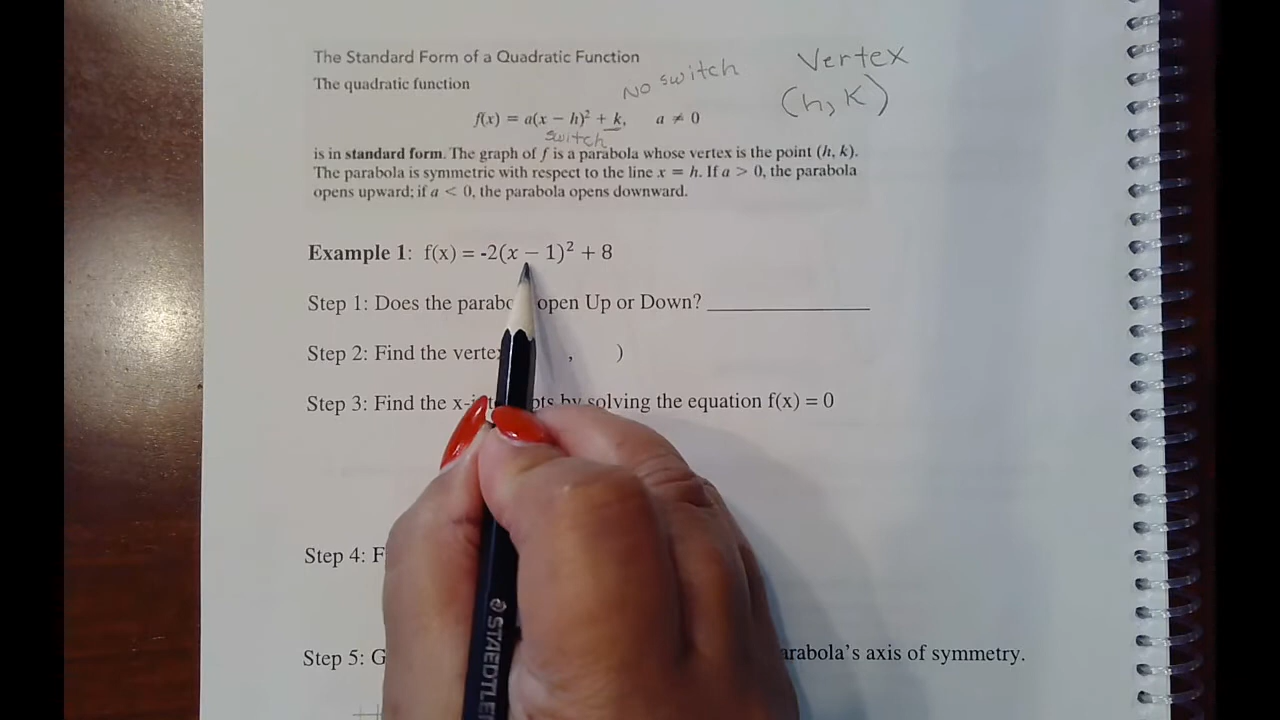 The Standard Form of a Quadratic Function
The quadratic function
No switch
Vertex
(h, K)
f(x) = a(x − h)² + k, a ≠ 0
switch
is in standard form. The graph of f is a parabola whose vertex is the point (h, k).
The parabola is symmetric with respect to the line x = h. If a > 0, the parabola
opens upward; if a < 0, the parabola opens downward.
Example 1: f(x) = -2(x − 1)² + 8
Step 1: Does the parabo open Up or Down? ________________
Step 2: Find the verte , )
Step 3: Find the x- by solving the equation f(x) = 0
Step 4: F
Step 5: G arabola's axis of symmetry.
STAEDTLER